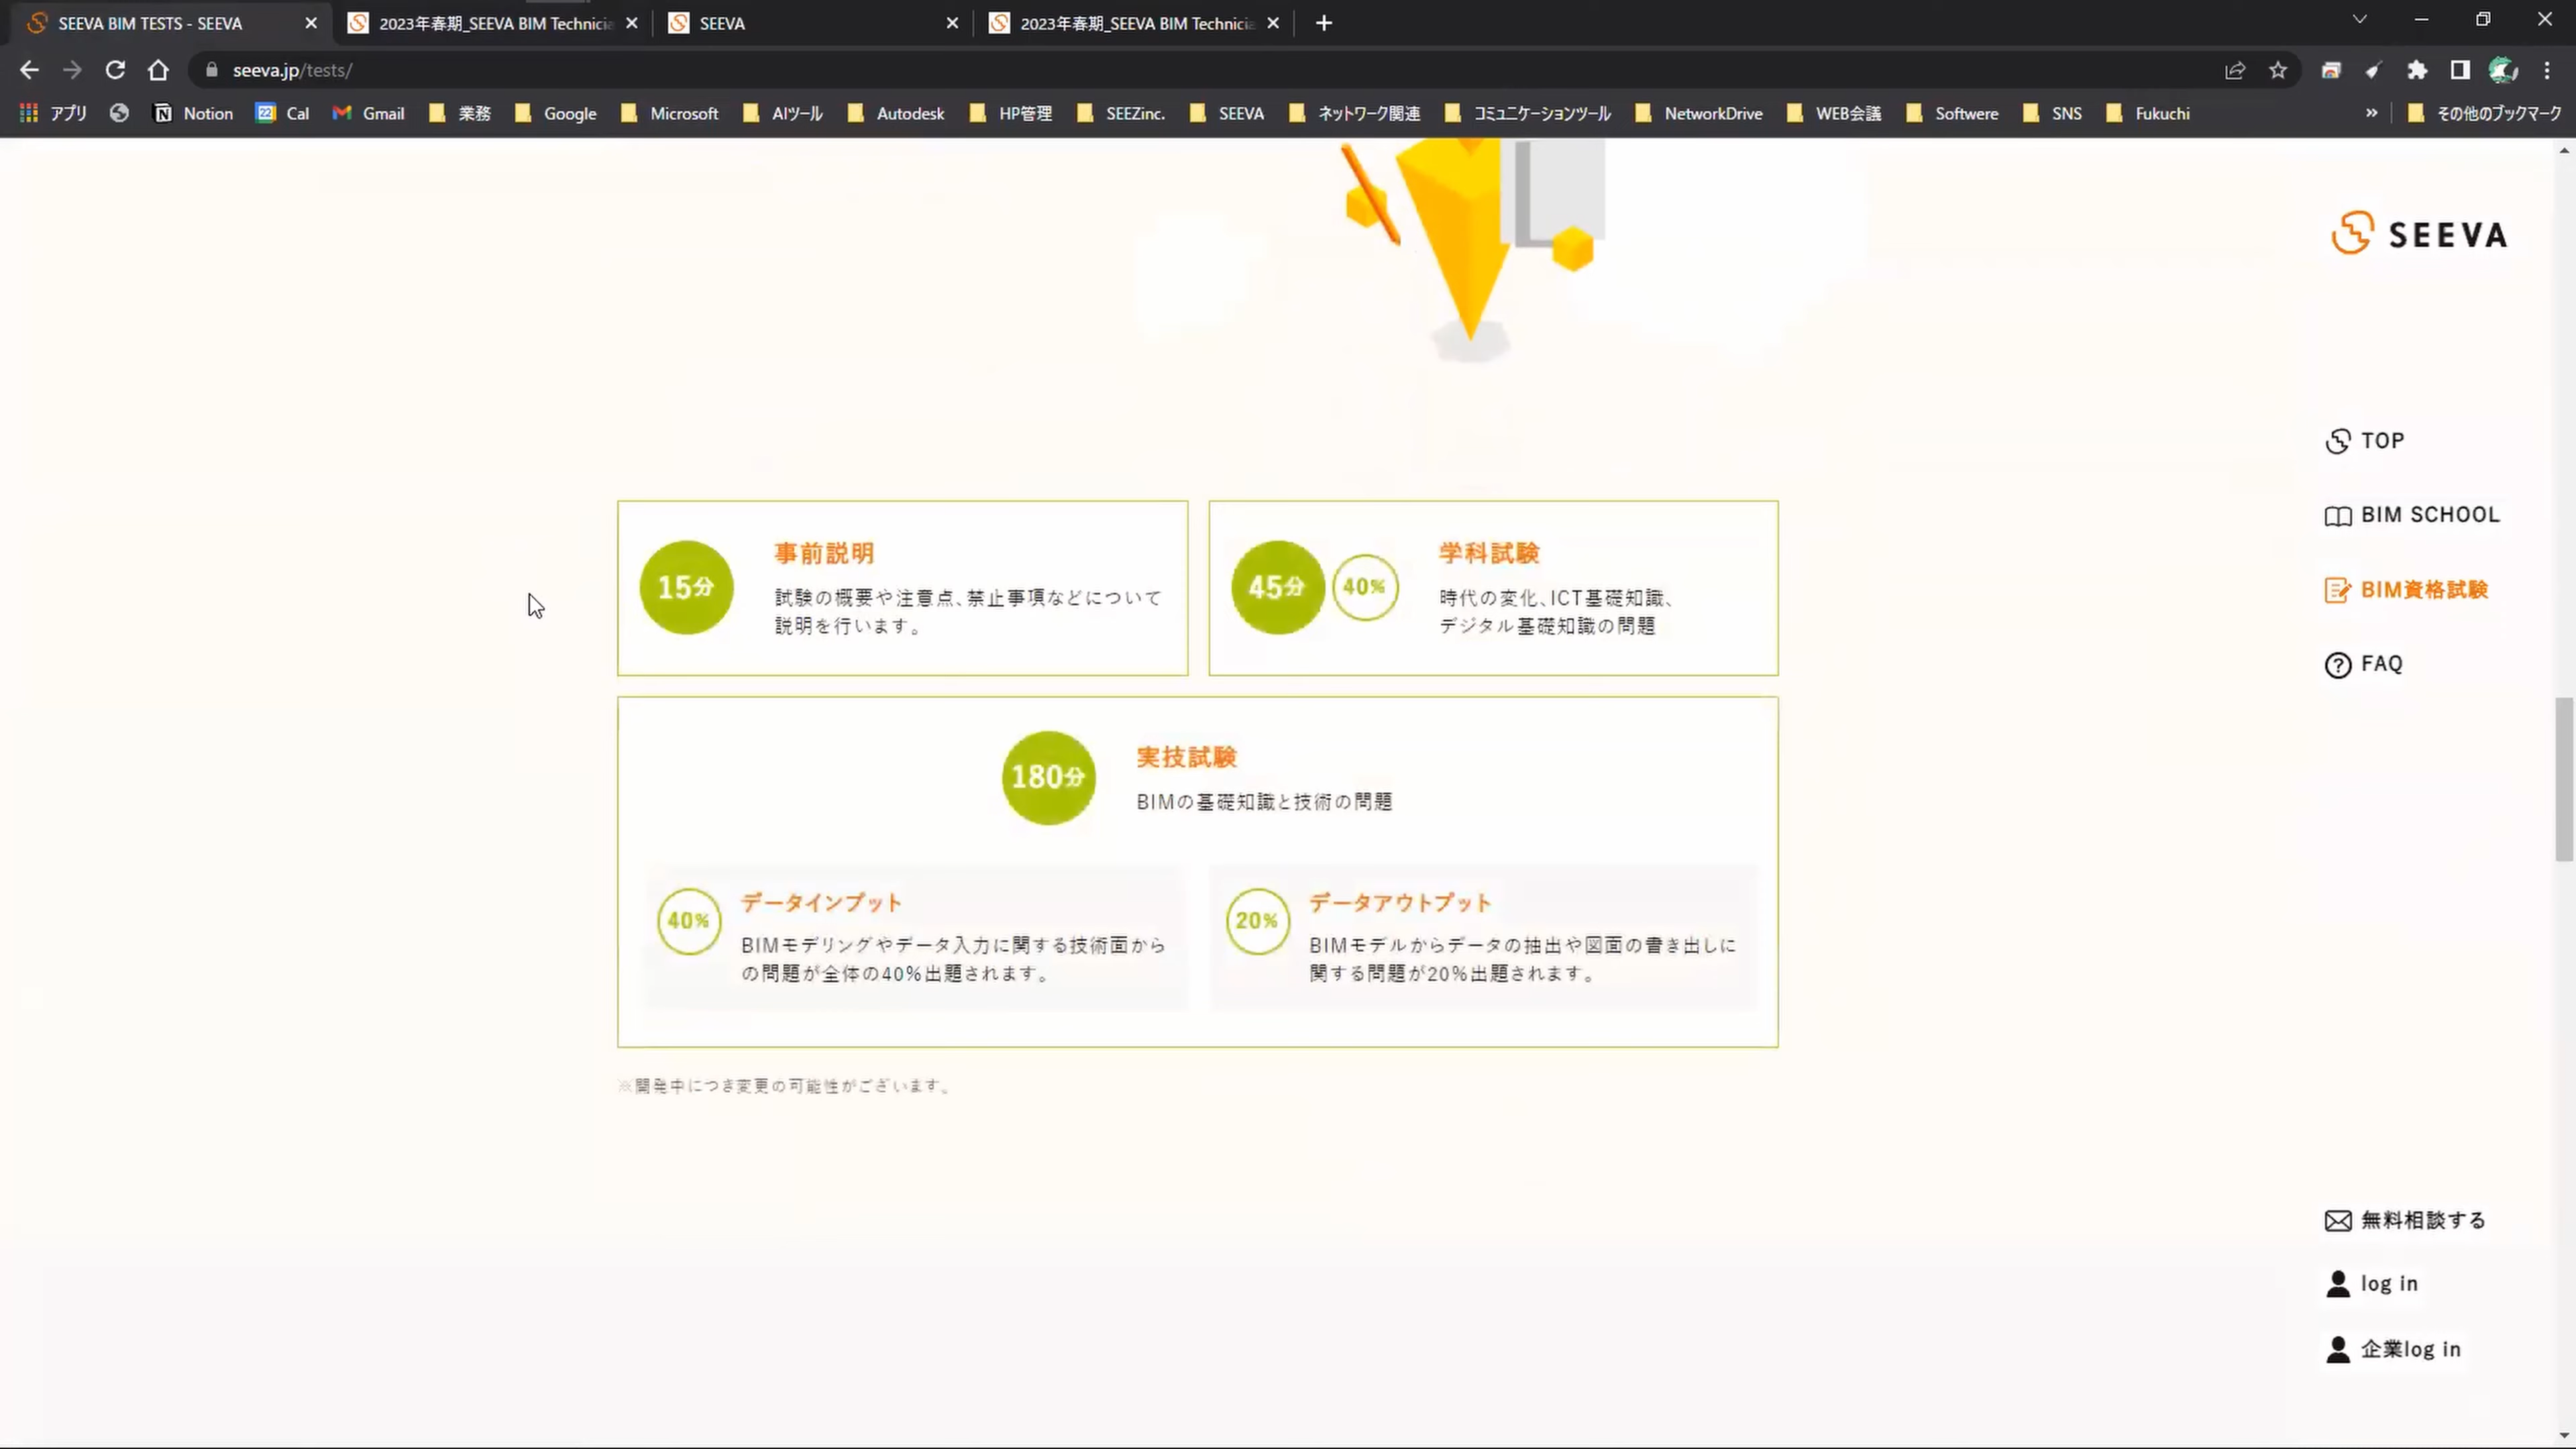 SEEVA BIM TESTS - SEEVA
2023年春期_SEEVA BIM Technici
SEEVA
2023年春期_SEEVA BIM Technici
seeva.jp/tests/
アプリ
Notion
22 Cal
Gmail
業務
Google
Microsoft
AIツール
Autodesk
HP管理
SEEZinc.
SEEVA
ネットワーク関連
コミュニケーションツール
NetworkDrive
WEB会議
Softwere
SNS
Fukuchi
»
その他のブックマーク
SEEVA
TOP
BIM SCHOOL
BIM資格試験
FAQ
15分
事前説明
試験の概要や注意点、禁止事項などについて
説明を行います。
45分
40%
学科試験
時代の変化、ICT基礎知識、
デジタル基礎知識の問題
180分
実技試験
BIMの基礎知識と技術の問題
40%
データインプット
BIMモデリングやデータ入力に関する技術面から
の問題が全体の40%出題されます。
20%
データアウトプット
BIMモデルからデータの抽出や図面の書き出しに
関する問題が20%出題されます。
※開発中につき変更の可能性がございます。
無料相談する
log in
企業log in